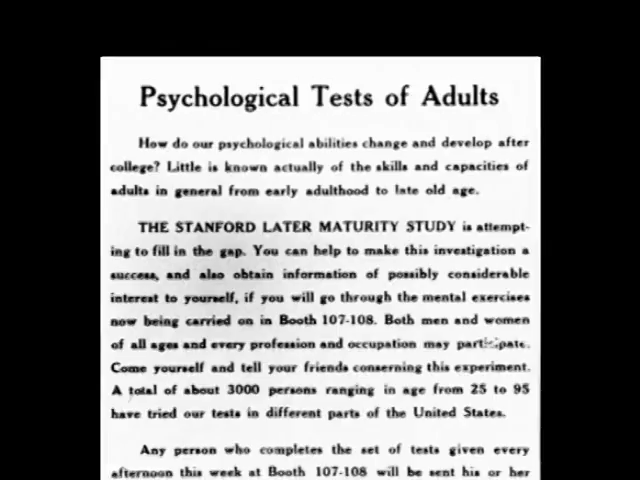 Psychological Tests of Adults
How do our psychological abilities change and develop after
college? Little is known actually of the skills and capacities of
adults in general from early adulthood to late old age.
THE STANFORD LATER MATURITY STUDY is attempt-
ing to fill in the gap. You can help to make this investigation a
success, and also obtain information of possibly considerable
interest to yourself, if you will go through the mental exercises
now being carried on in Booth 107-108. Both men and women
of all ages and every profession and occupation may participate.
Come yourself and tell your friends conserning this experiment.
A total of about 3000 persons ranging in age from 25 to 95
have tried our tests in different parts of the United States.
Any person who completes the set of tests given every
afternoon this week at Booth 107-108 will be sent his or her